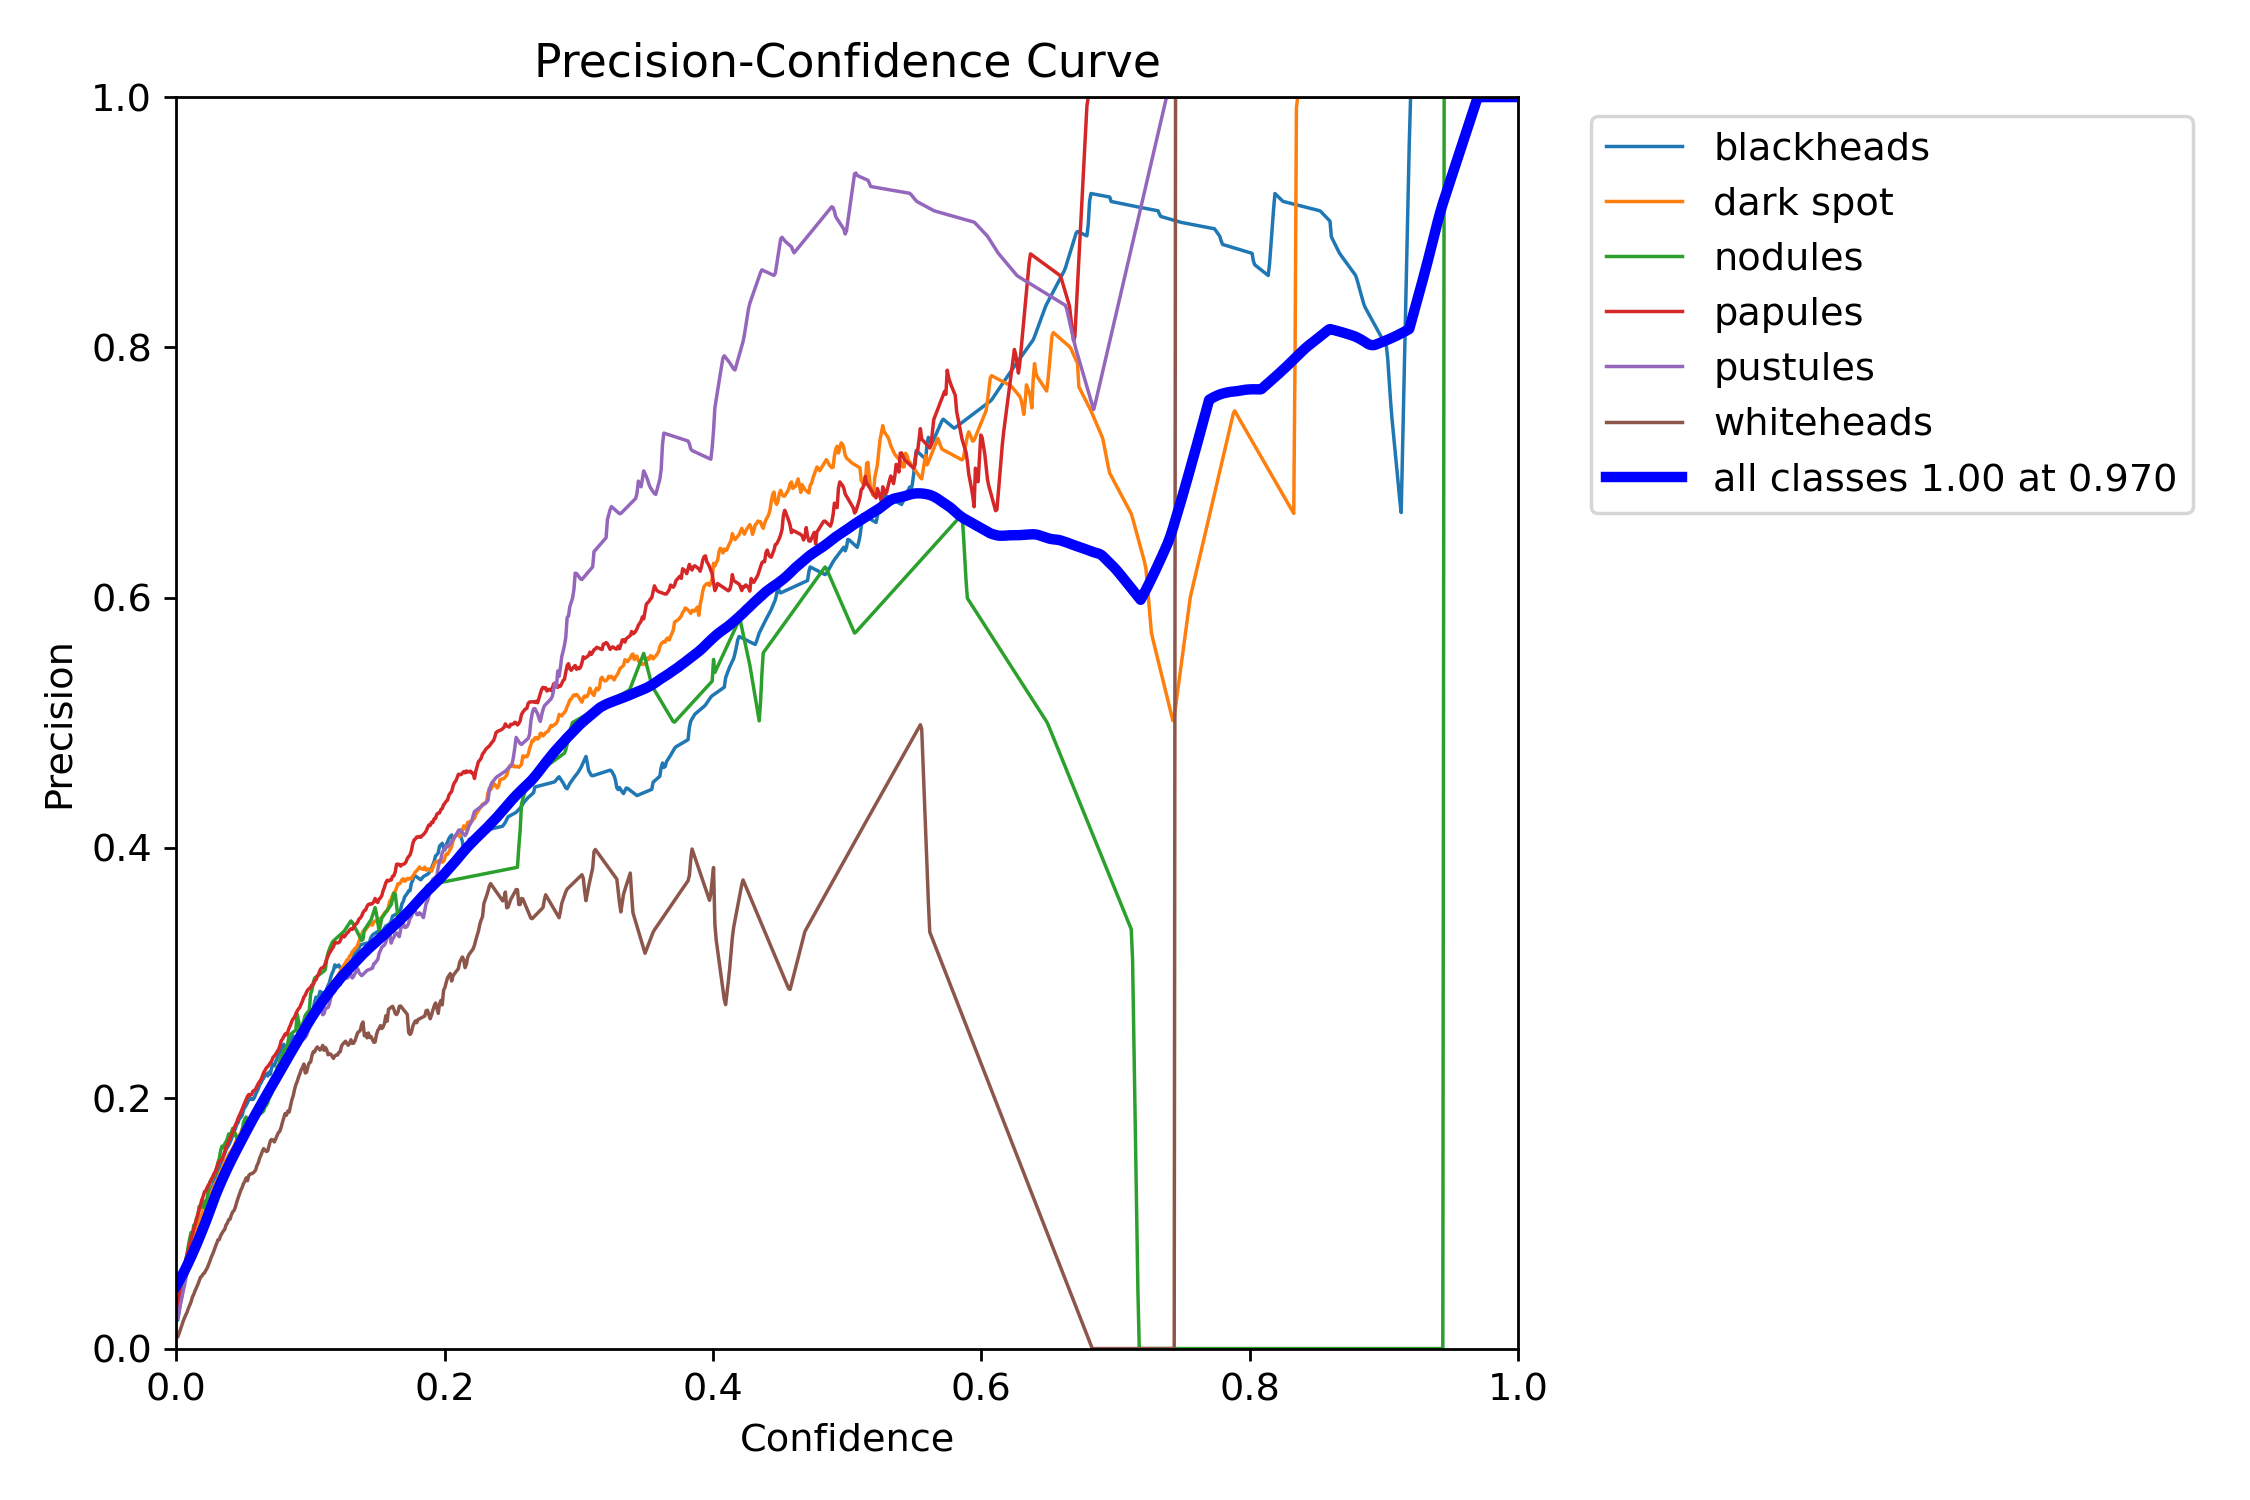 Precision-Confidence Curve
1.0
0.8
0.6
0.4
0.2
0.0
Precision
0.0 0.2 0.4 0.6 0.8 1.0
Confidence
blackheads
dark spot
nodules
papules
pustules
whiteheads
all classes 1.00 at 0.970